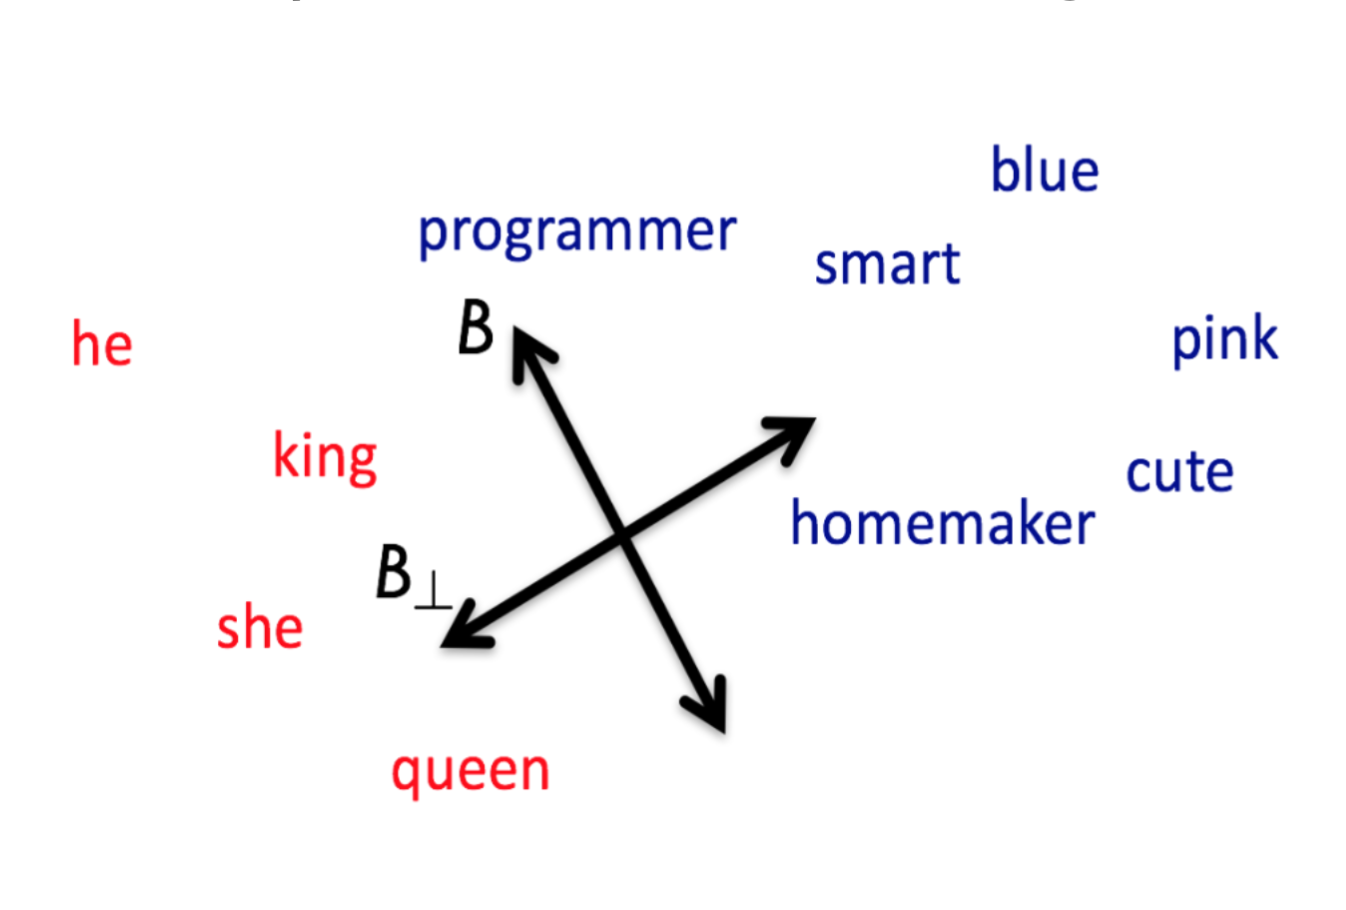 blue
programmer
smart
B
he
pink
king
cute
homemaker
B⊥
she
queen